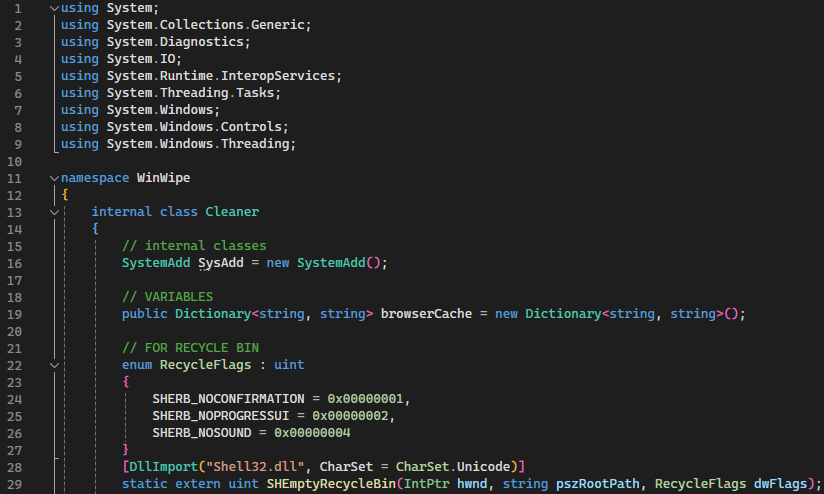 1 using System;
2 using System.Collections.Generic;
3 using System.Diagnostics;
4 using System.IO;
5 using System.Runtime.InteropServices;
6 using System.Threading.Tasks;
7 using System.Windows;
8 using System.Windows.Controls;
9 using System.Windows.Threading;
10
11 namespace WinWipe
12 {
13     internal class Cleaner
14     {
15         // internal classes
16         SystemAdd SysAdd = new SystemAdd();
17
18         // VARIABLES
19         public Dictionary<string, string> browserCache = new Dictionary<string, string>();
20
21         // FOR RECYCLE BIN
22         enum RecycleFlags : uint
23         {
24             SHERB_NOCONFIRMATION = 0x00000001,
25             SHERB_NOPROGRESSUI = 0x00000002,
26             SHERB_NOSOUND = 0x00000004
27         }
28         [DllImport("Shell32.dll", CharSet = CharSet.Unicode)]
29         static extern uint SHEmptyRecycleBin(IntPtr hwnd, string pszRootPath, RecycleFlags dwFlags);